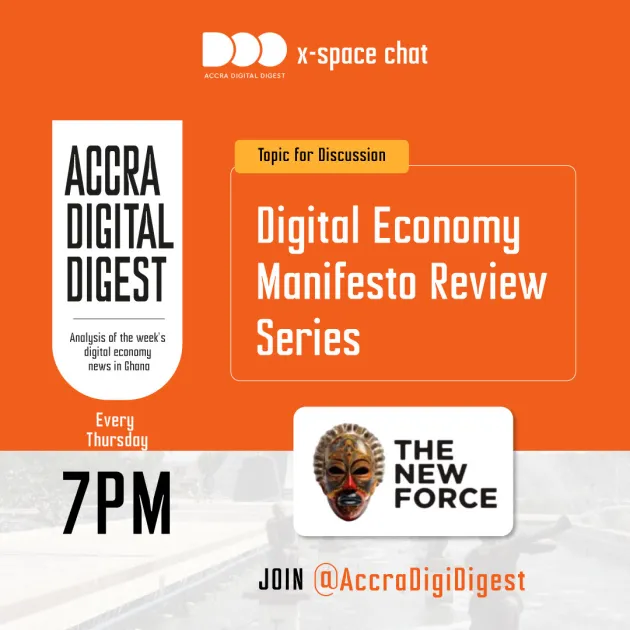 x-space chat
ACCRA DIGITAL DIGEST
ACCRA
DIGITAL
DIGEST
Analysis of the week's
digital economy
news in Ghana
Every
Thursday
7PM
Topic for Discussion
Digital Economy
Manifesto Review
Series
THE
NEW
FORCE
JOIN @AccraDigiDigest